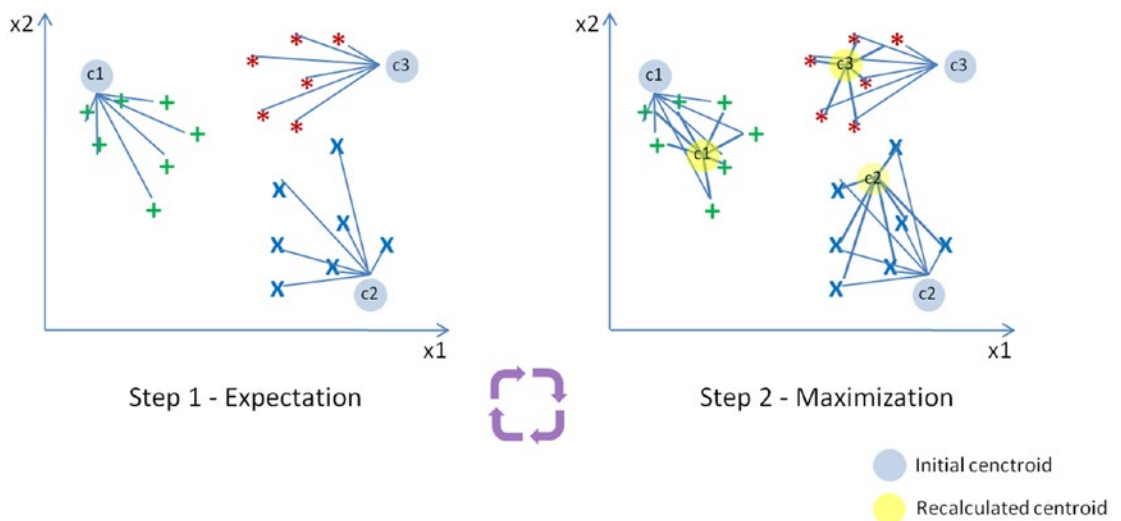 x2
c1
c3
c2
x1
Step 1 - Expectation
x2
c1
c3
c3
c1
c2
c2
x1
Step 2 - Maximization
Initial cenctroid
Recalculated centroid